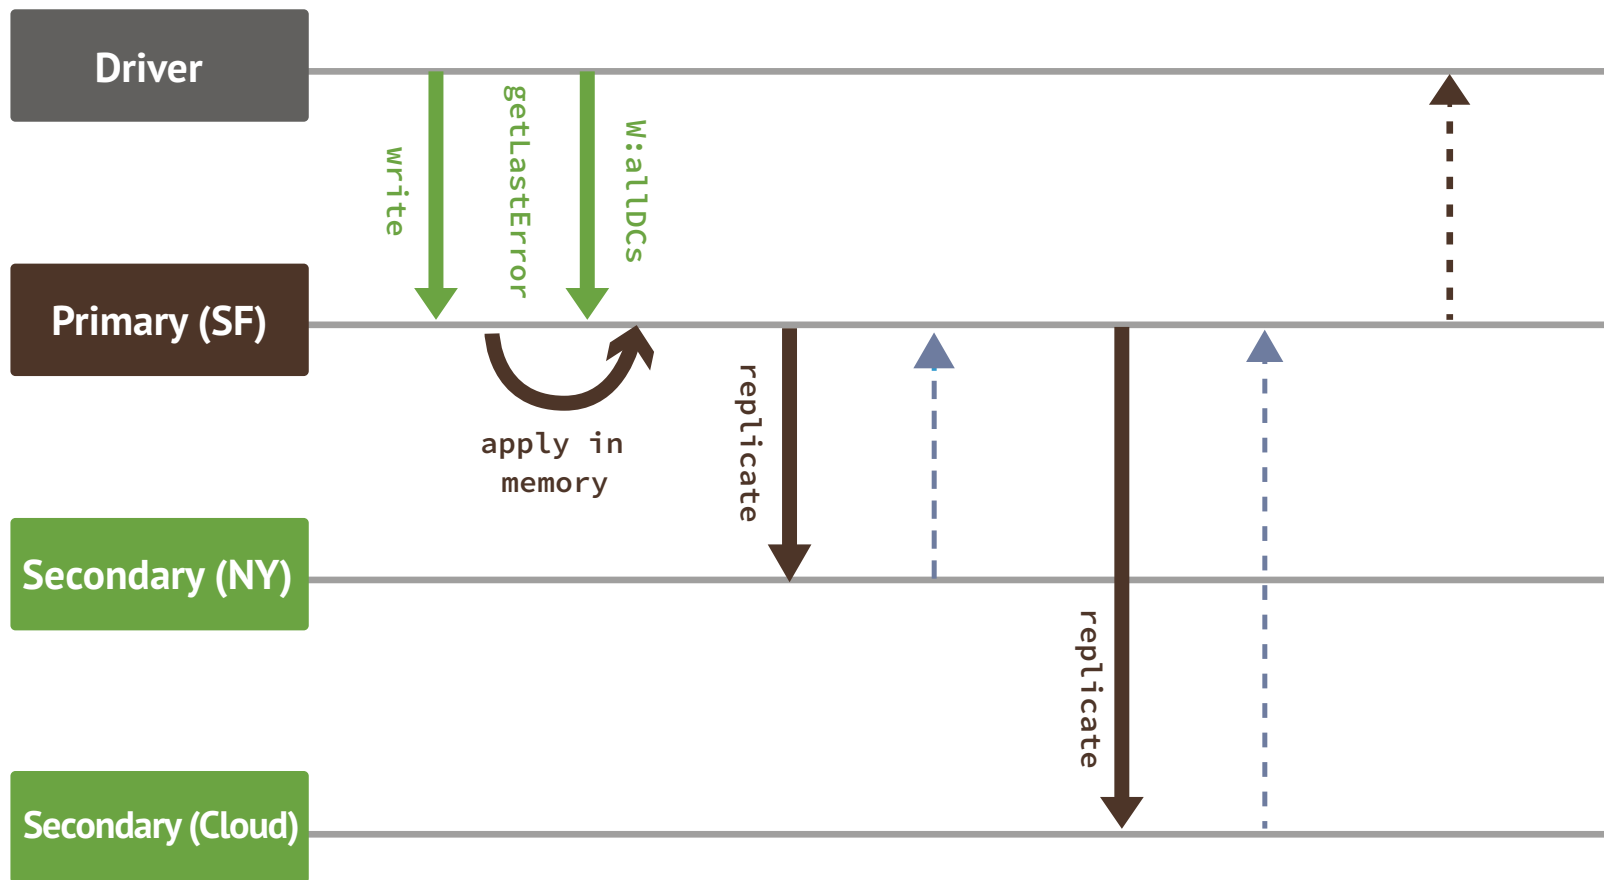 Driver
write
getLastError
W:allDCs
Primary (SF)
apply in
memory
replicate
Secondary (NY)
replicate
Secondary (Cloud)